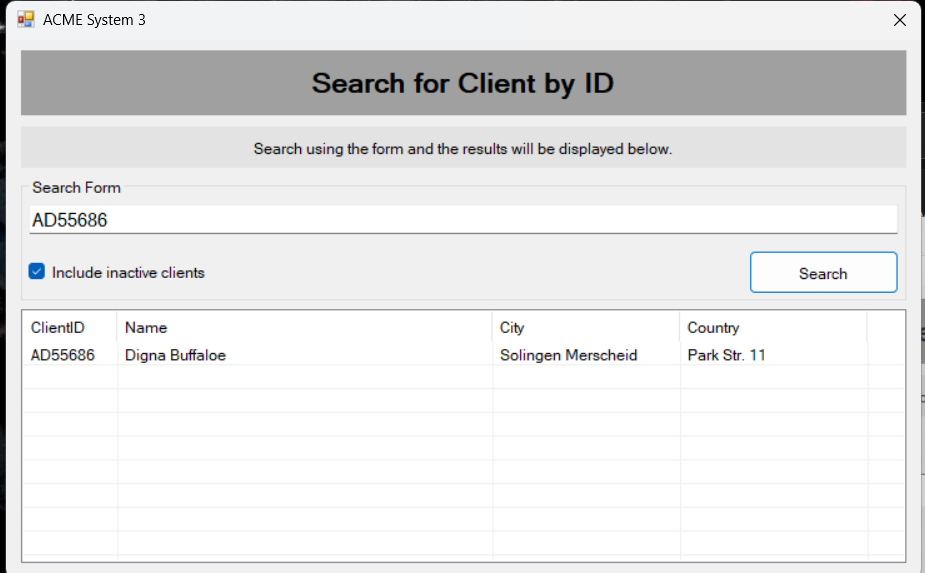 ACME System 3
Search for Client by ID
Search using the form and the results will be displayed below.
Search Form
AD55686
Include inactive clients
Search
ClientID Name City Country
AD55686 Digna Buffaloe Solingen Merscheid Park Str. 11